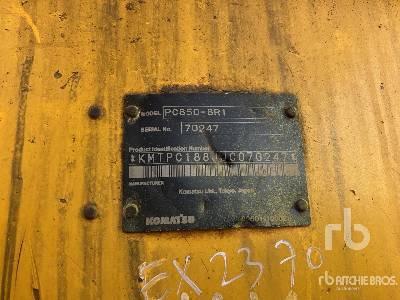 MODEL PC850-8R1
SERIAL No. 70247
Product Identification Number
*KMTPC188JJC070247*
Komatsu Ltd., Tokyo, Japan
KOMATSU
EX2370
rb
RITCHIE BROS.